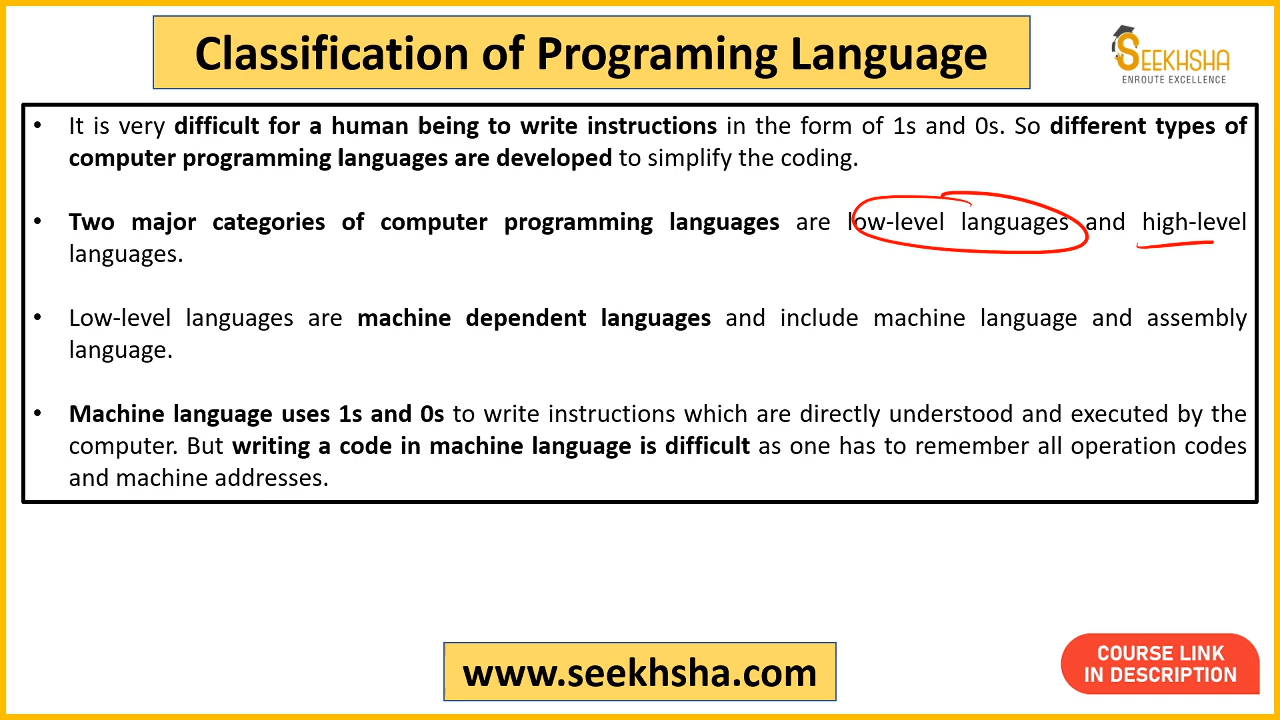 Classification of Programing Language
SEEKHSHA
ENROUTE EXCELLENCE
• It is very difficult for a human being to write instructions in the form of 1s and 0s. So different types of
computer programming languages are developed to simplify the coding.
• Two major categories of computer programming languages are low-level languages and high-level
languages.
• Low-level languages are machine dependent languages and include machine language and assembly
language.
• Machine language uses 1s and 0s to write instructions which are directly understood and executed by the
computer. But writing a code in machine language is difficult as one has to remember all operation codes
and machine addresses.
www.seekhsha.com
COURSE LINK
IN DESCRIPTION